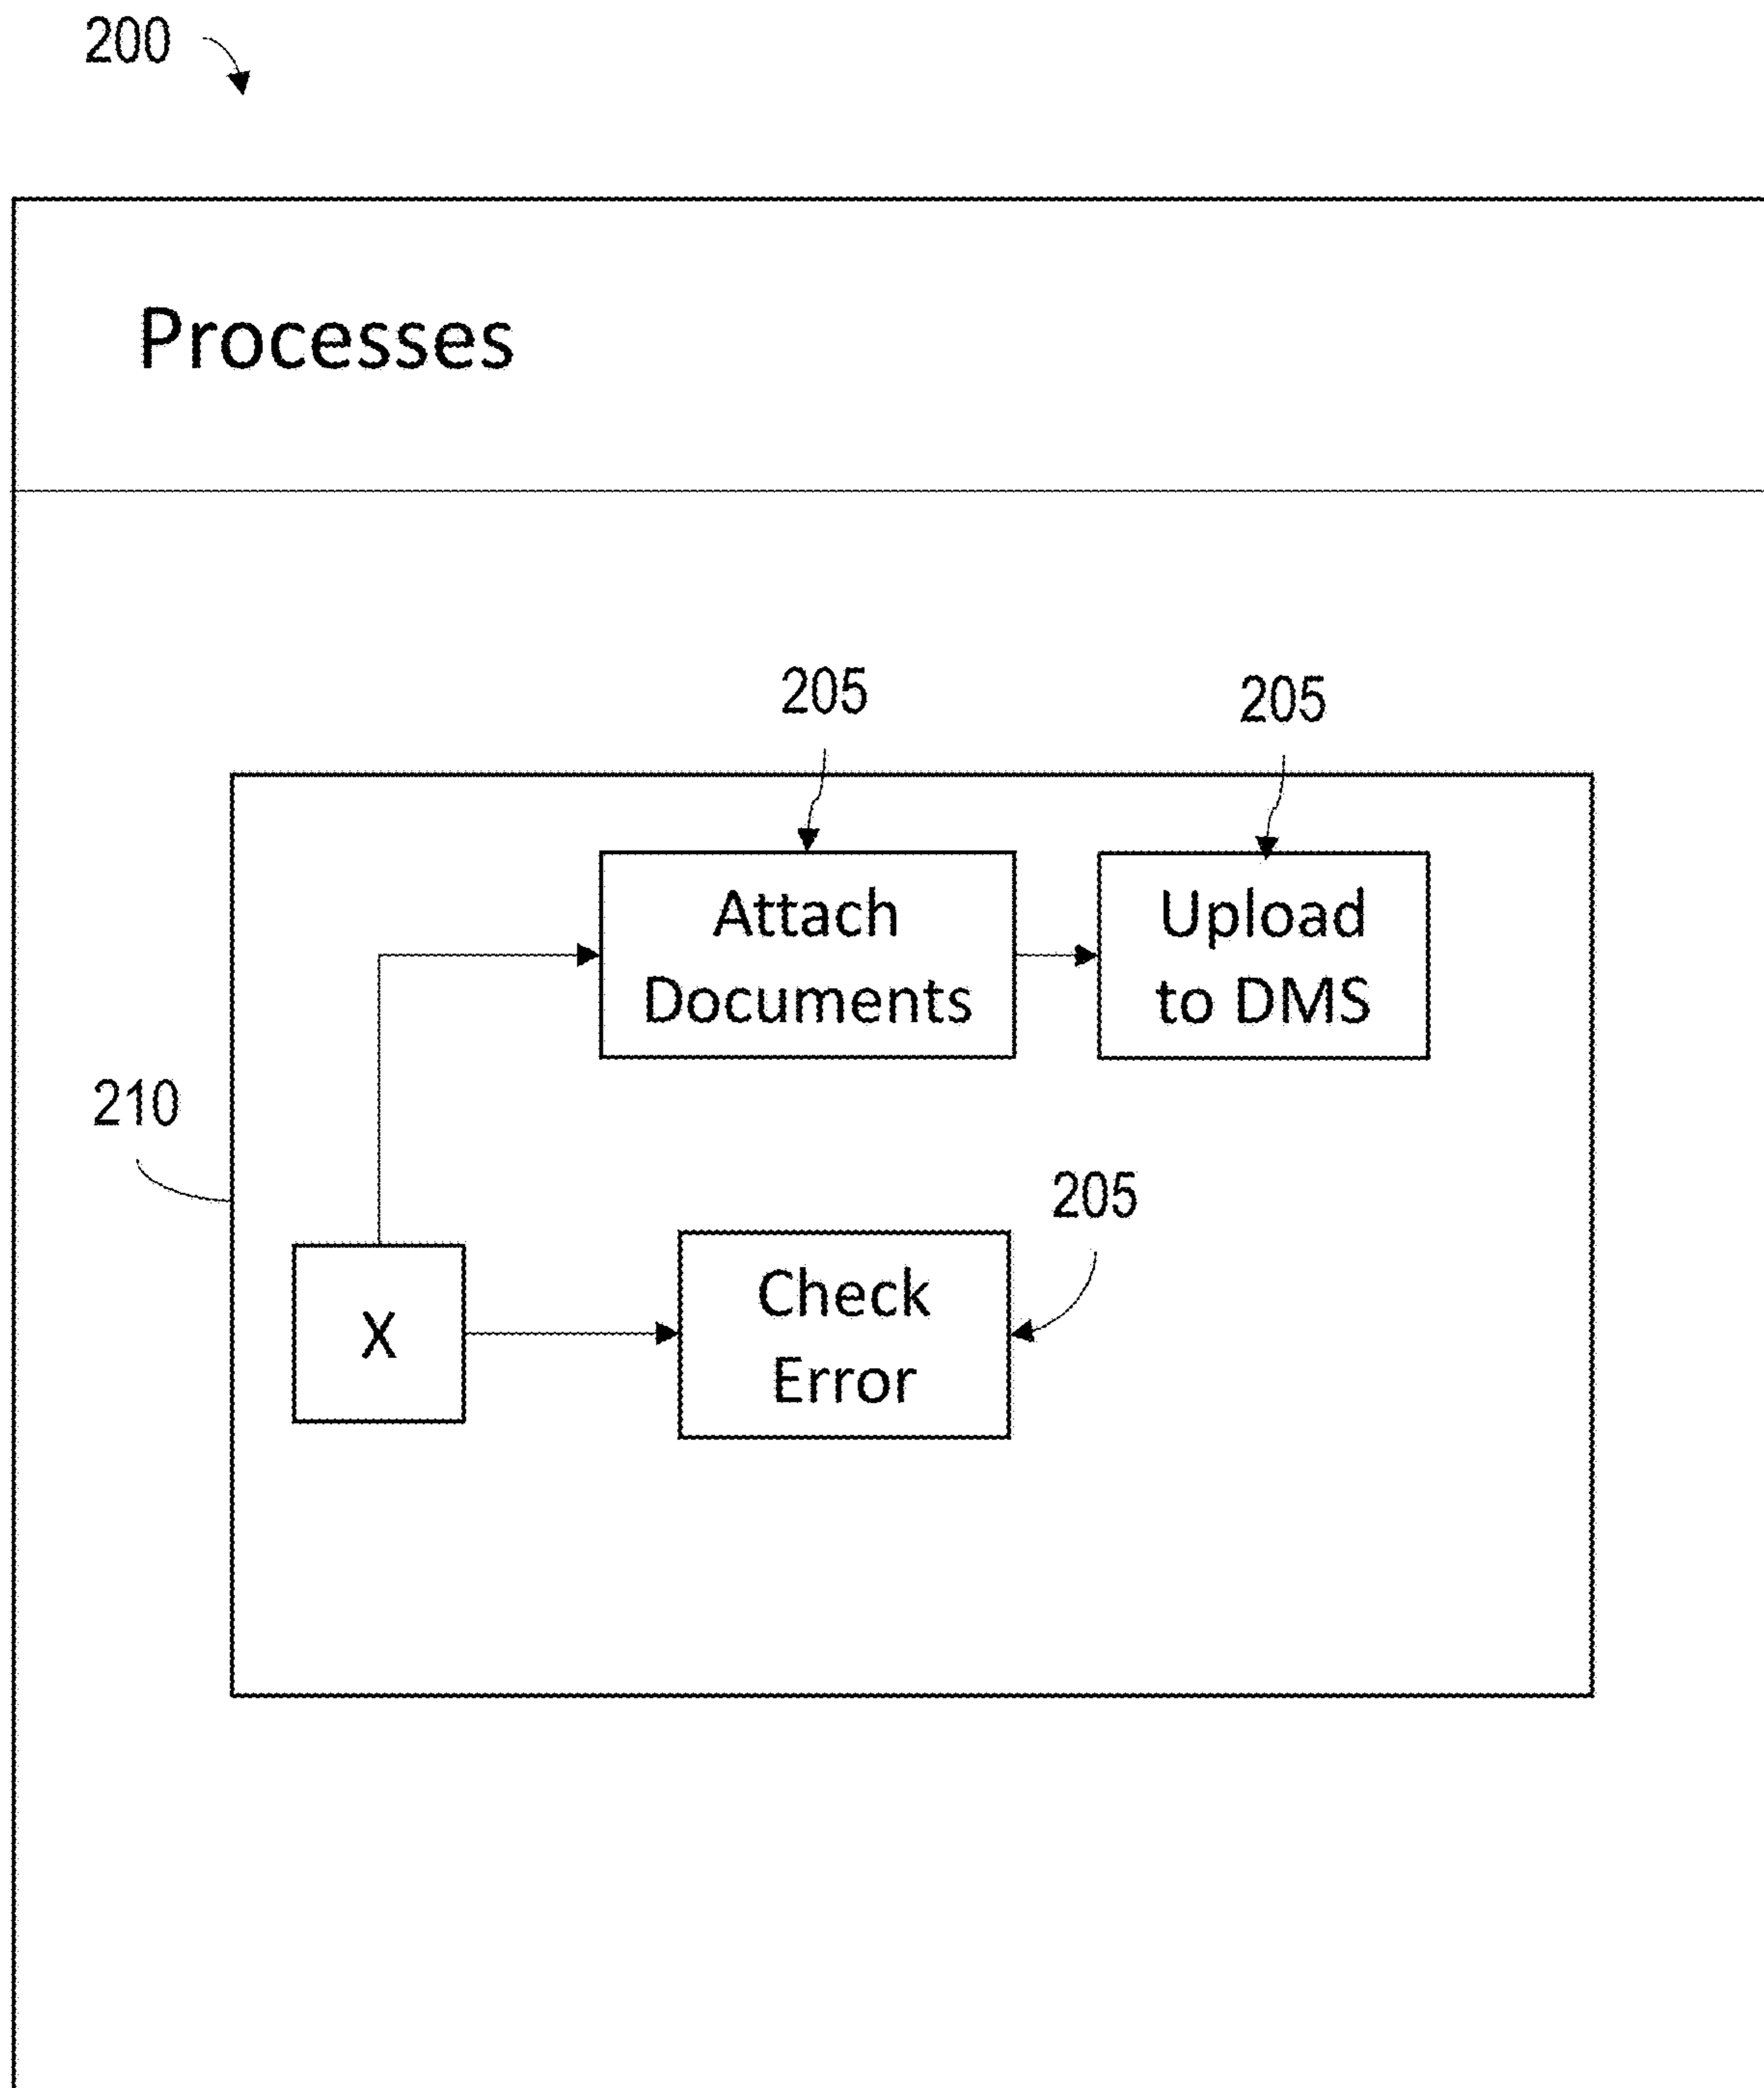 200
Processes
205
205
Attach
Documents
Upload
to DMS
210
205
X
Check
Error